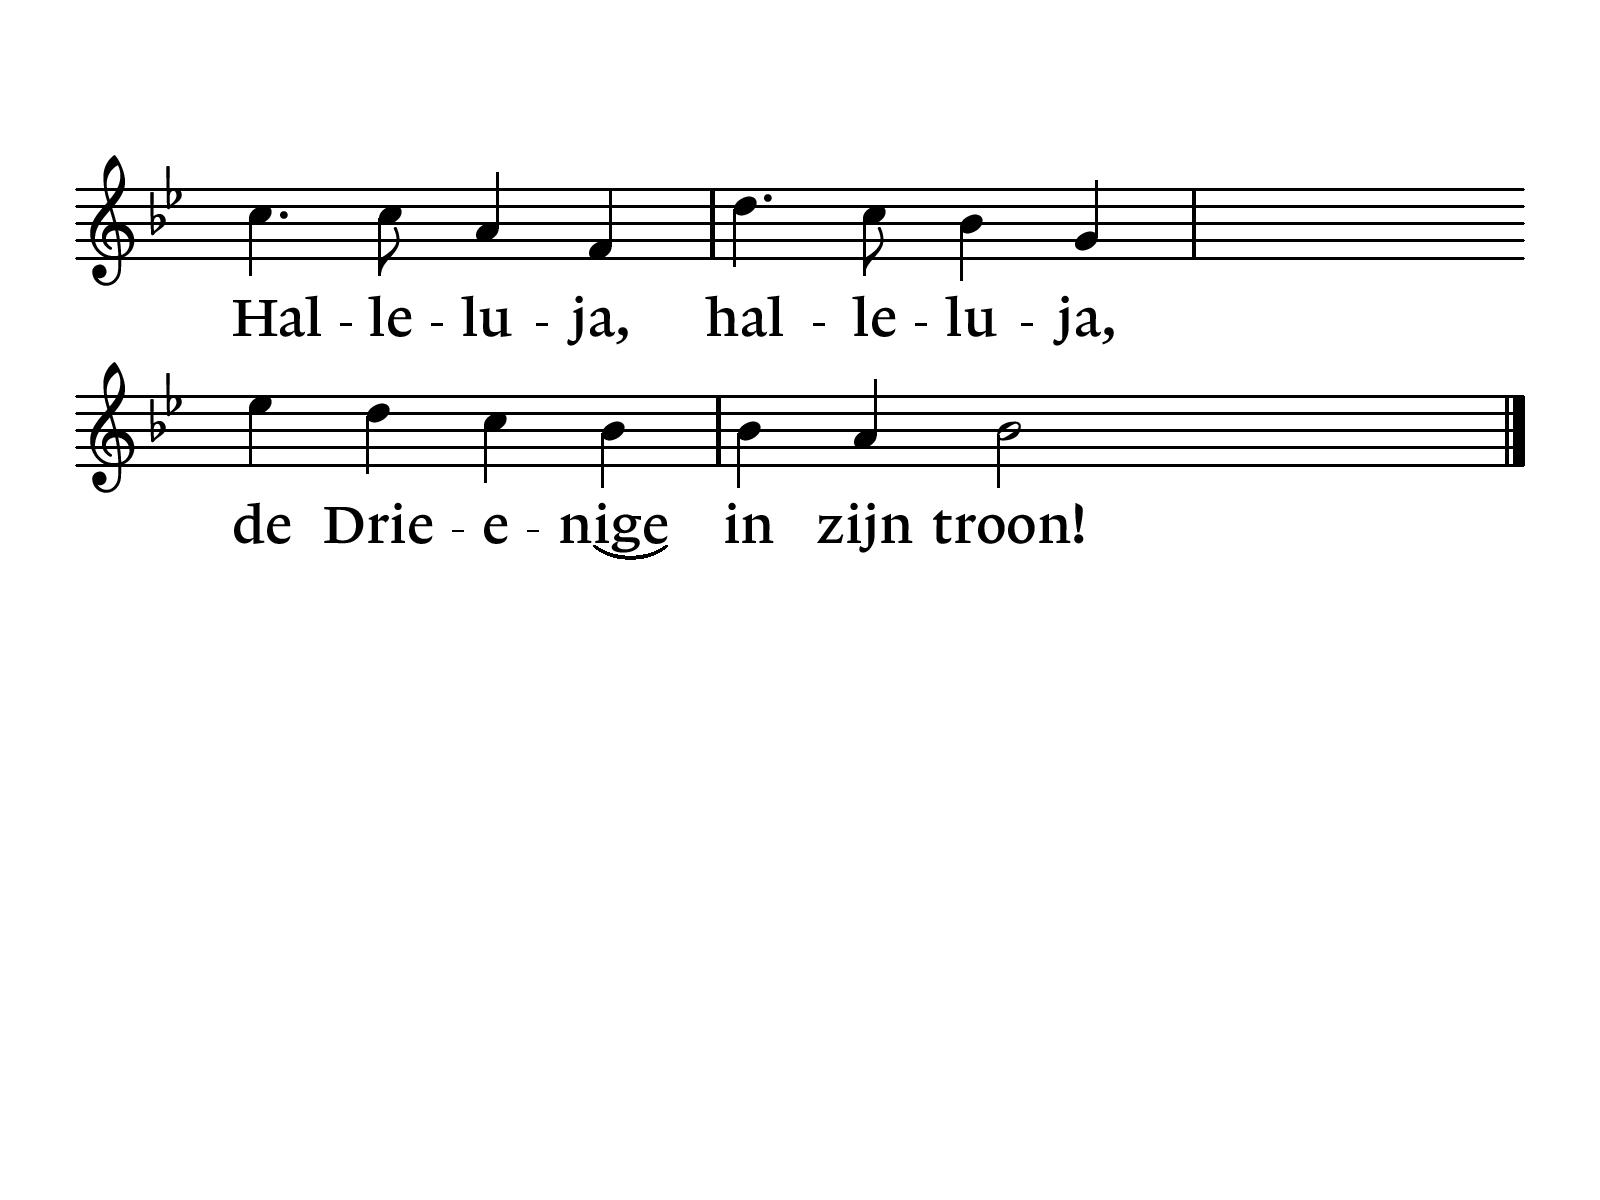 Hal - le - lu - ja, hal - le - lu - ja,
de Drie - e - nige in zijn troon!